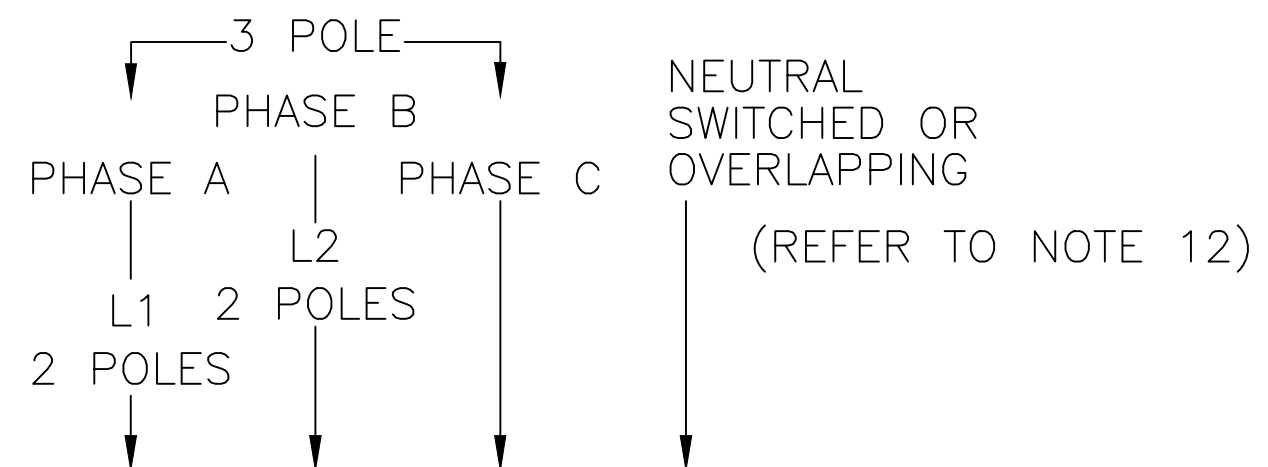 3 POLE
PHASE B
PHASE A
PHASE C
L2
2 POLES
L1
2 POLES
NEUTRAL
SWITCHED OR
OVERLAPPING
(REFER TO NOTE 12)